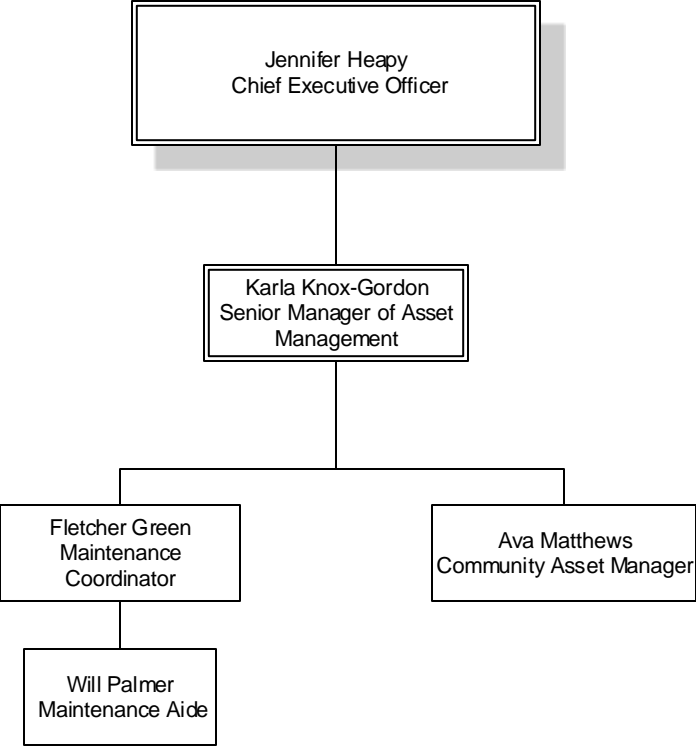 Jennifer Heapy
Chief Executive Officer
Karla Knox-Gordon
Senior Manager of Asset
Management
Fletcher Green
Maintenance
Coordinator
Ava Matthews
Community Asset Manager
Will Palmer
Maintenance Aide